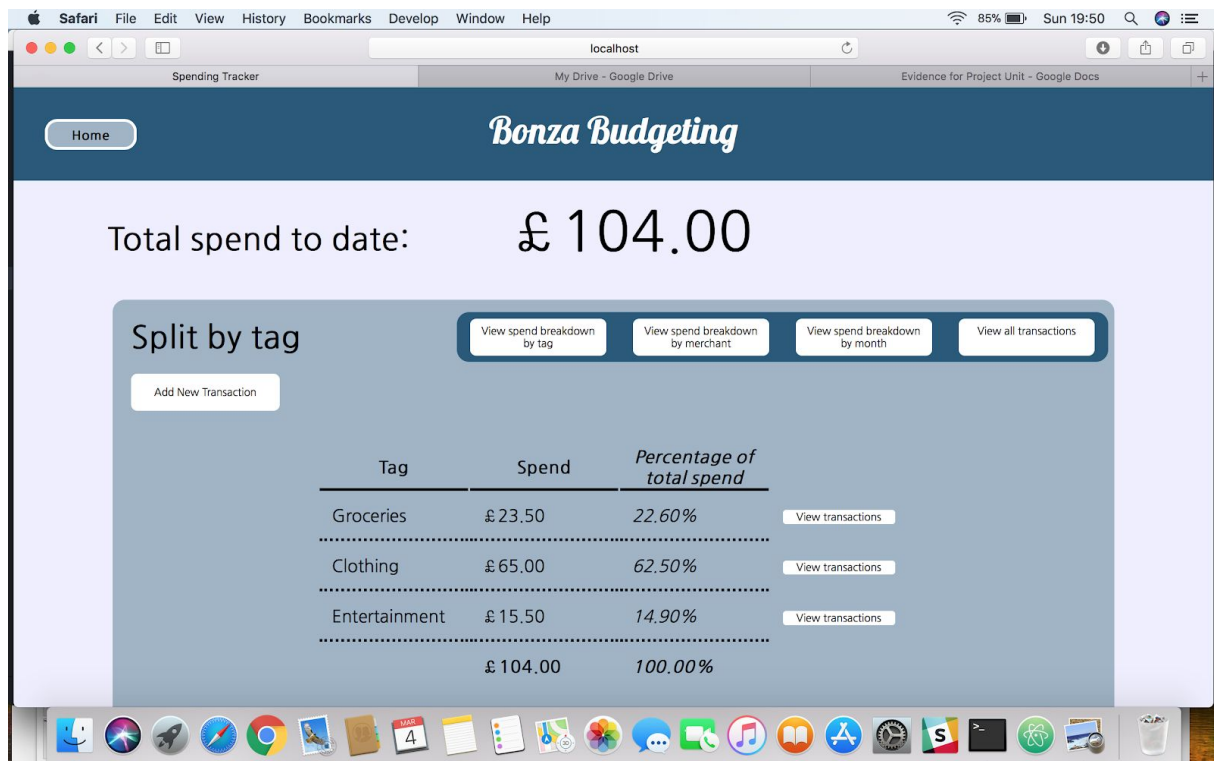 Safari File Edit View History Bookmarks Develop Window Help 85% Sun 19:50
localhost
Spending Tracker My Drive - Google Drive Evidence for Project Unit - Google Docs
Home
Bonza Budgeting
Total spend to date: £104.00
Split by tag
View spend breakdown
by tag
View spend breakdown
by merchant
View spend breakdown
by month
View all transactions
Add New Transaction
Tag Spend Percentage of
total spend
Groceries £23.50 22.60% View transactions
Clothing £65.00 62.50% View transactions
Entertainment £15.50 14.90% View transactions
£104.00 100.00%
MAR
4
S